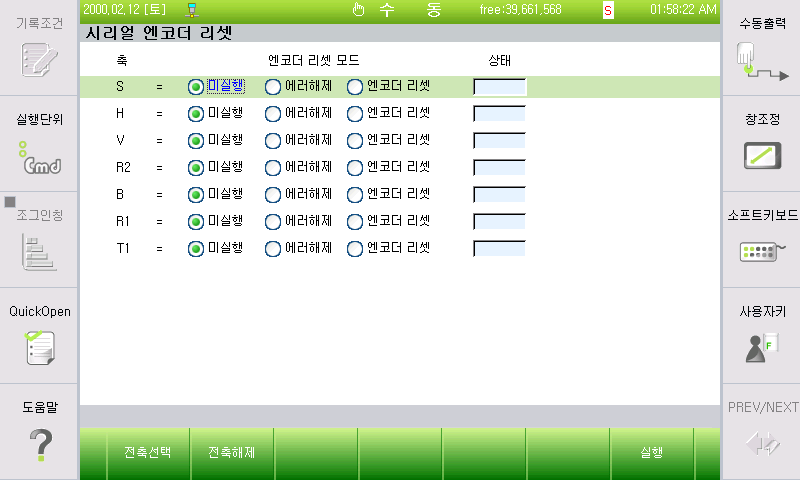 기록조건
2000.02.12 [토]
수 동
free:39,661,568
S
01:58:22 AM
수동출력
시리얼 엔코더 리셋
축 엔코더 리셋 모드 상태
S = 미실행 에러해제 엔코더 리셋
H = 미실행 에러해제 엔코더 리셋
V = 미실행 에러해제 엔코더 리셋
R2 = 미실행 에러해제 엔코더 리셋
B = 미실행 에러해제 엔코더 리셋
R1 = 미실행 에러해제 엔코더 리셋
T1 = 미실행 에러해제 엔코더 리셋
실행단위
Cmd
조그인칭
QuickOpen
도움말
창조정
소프트키보드
사용자키
F
PREV/NEXT
전축선택 전축해제 실행